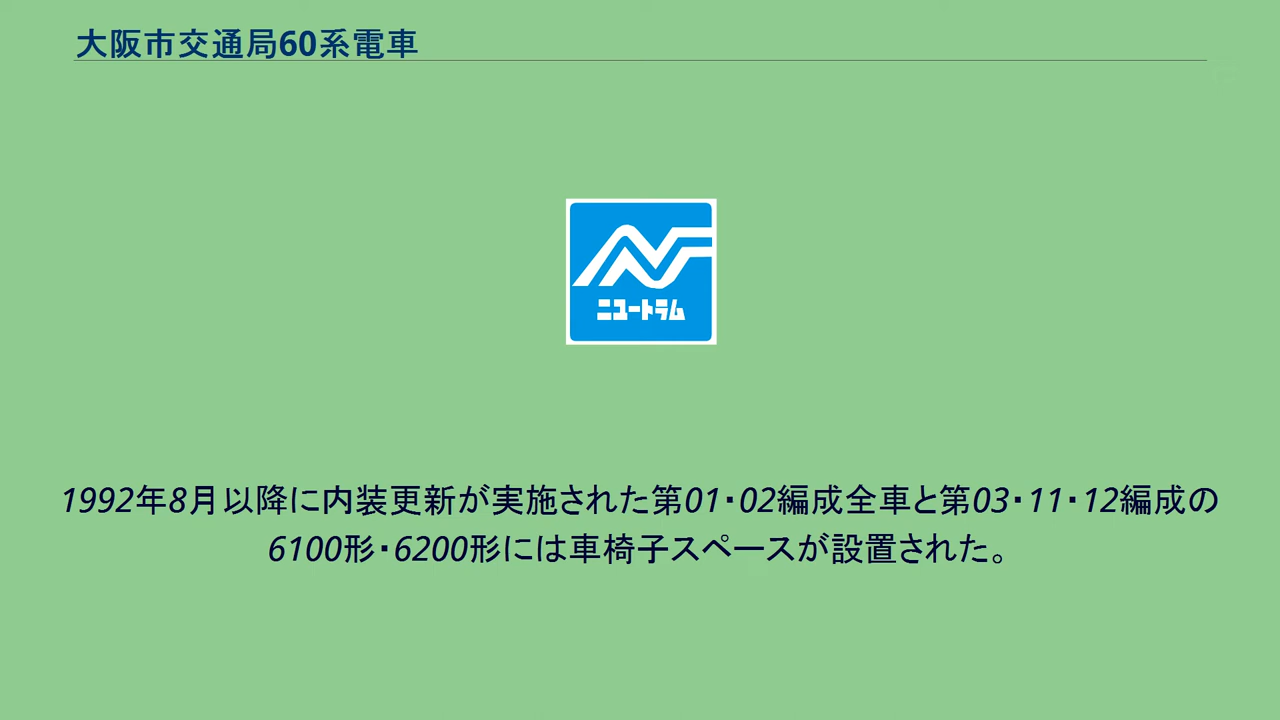 大阪市交通局60系電車
ニュートラム
1992年8月以降に内装更新が実施された第01・02編成全車と第03・11・12編成の
6100形・6200形には車椅子スペースが設置された。